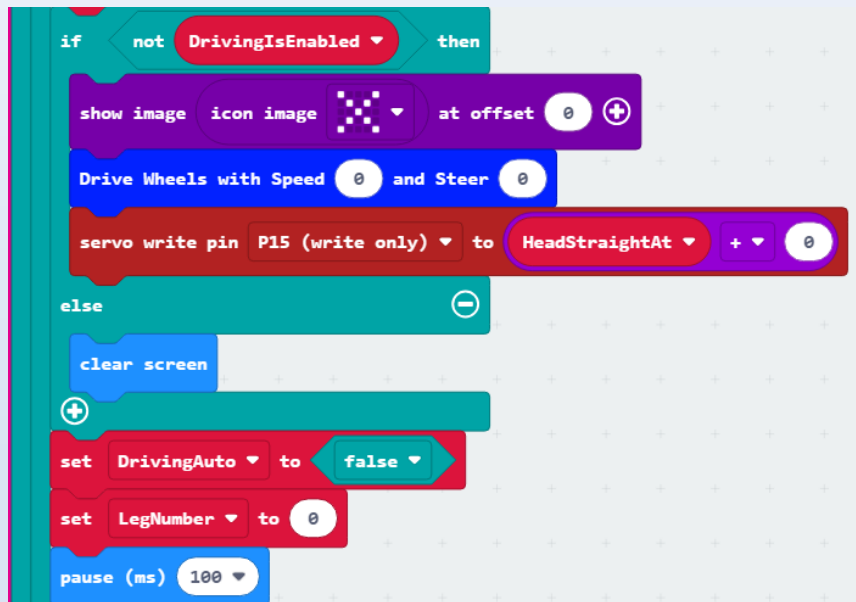 if not DrivingIsEnabled then
show image icon image at offset 0
Drive Wheels with Speed 0 and Steer 0
servo write pin P15 (write only) to HeadStraightAt + 0
else
clear screen
set DrivingAuto to false
set LegNumber to 0
pause (ms) 100